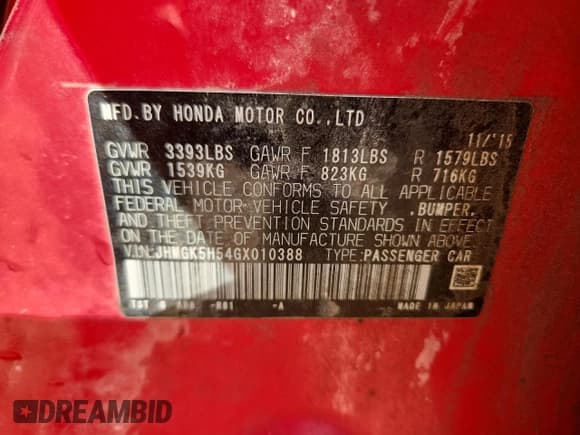 MFD.BY HONDA MOTOR CO.,LTD
11/'15
GVWR 3393LBS GAWR F 1813LBS R 1579LBS
GVWR 1539KG GAWR F 823KG R 716KG
THIS VEHICLE CONFORMS TO ALL APPLICABLE
FEDERAL MOTOR VEHICLE SAFETY ,BUMPER,
AND THEFT PREVENTION STANDARDS IN EFFECT
ON THE DATE OF MANUFACTURE SHOWN ABOVE.
V.I.N:JHMGK5H54GX010388 TYPE:PASSENGER CAR
-R81 -A MADE IN JAPAN
DREAMBID